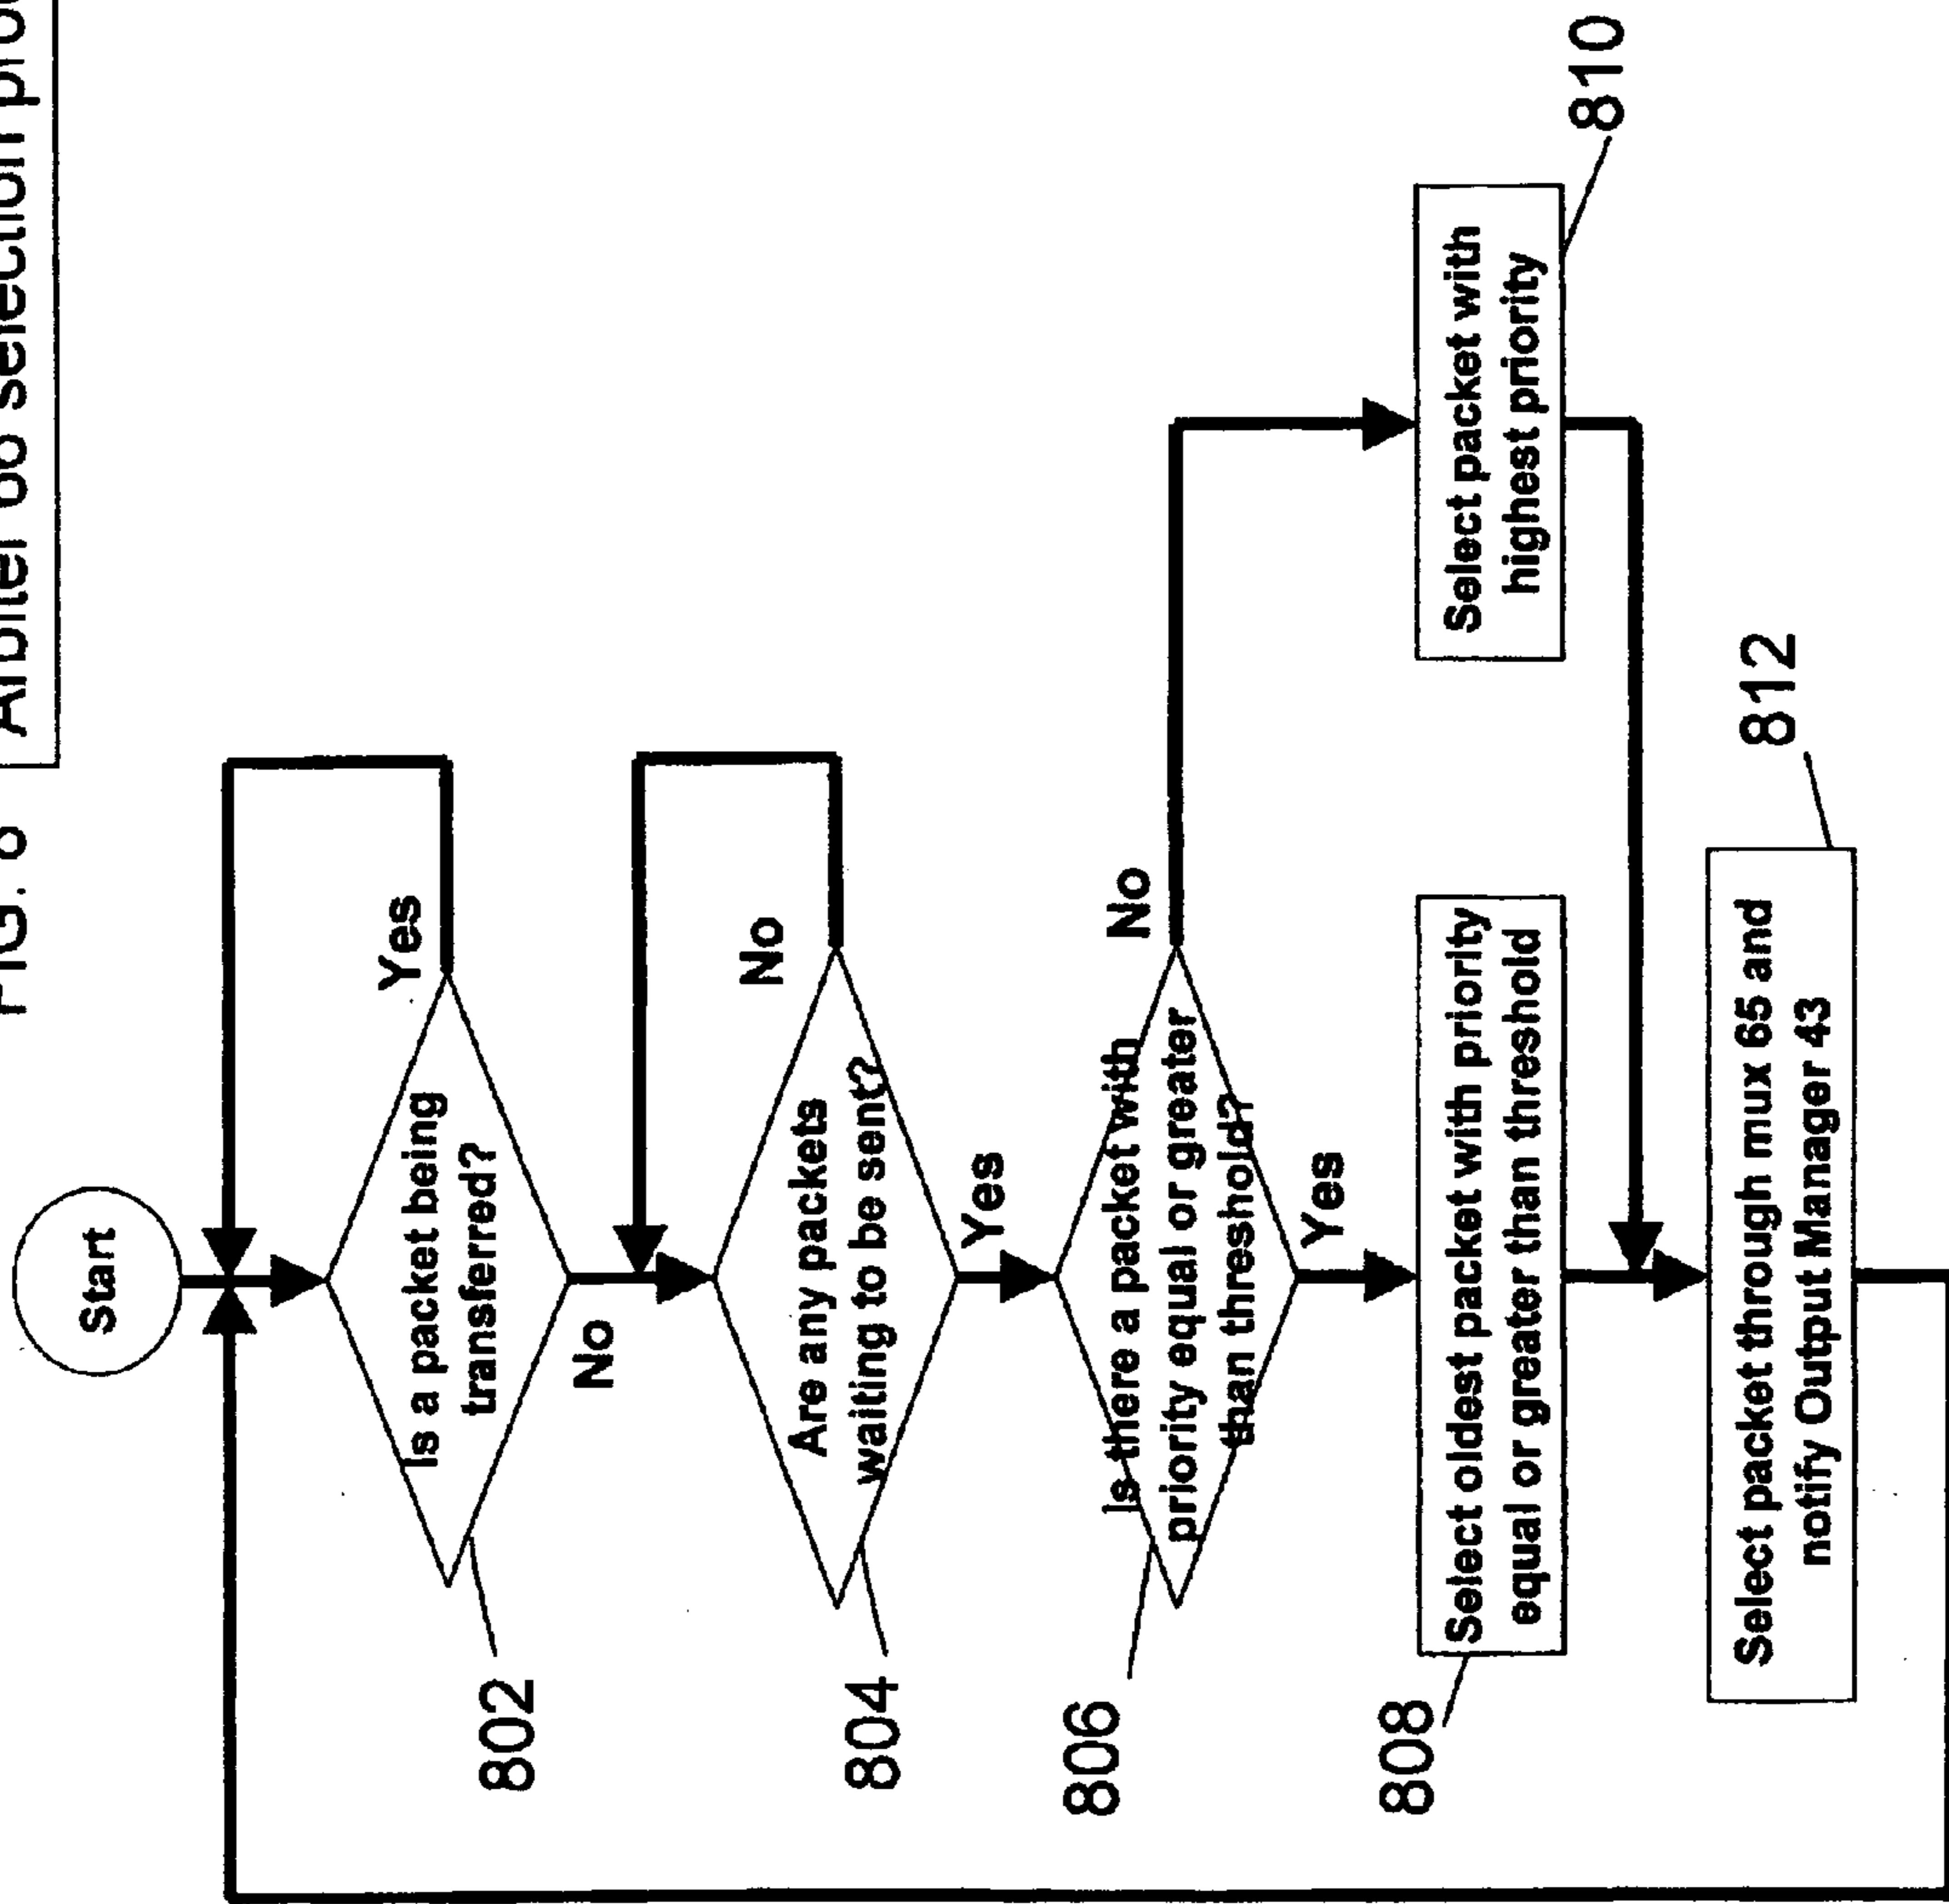 FIG. 8
Arbiter 66 selection
Start
Is a packet being
transferred?
Yes
No
802
Are any packets
waiting to be sent?
No
Yes
804
Is there a packet with
priority equal or greater
than threshold?
No
Yes
806
Select oldest packet with priority
equal or greater than threshold
808
Select packet with
highest priority
810
Select packet through mux 65 and
notify Output Manager 43
812